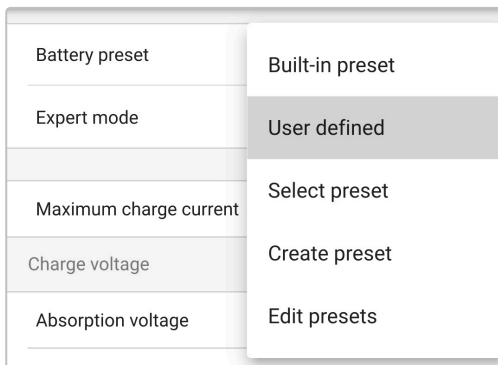 Battery preset
Built-in preset
User defined
Expert mode
Select preset
Maximum charge current
Create preset
Charge voltage
Edit presets
Absorption voltage